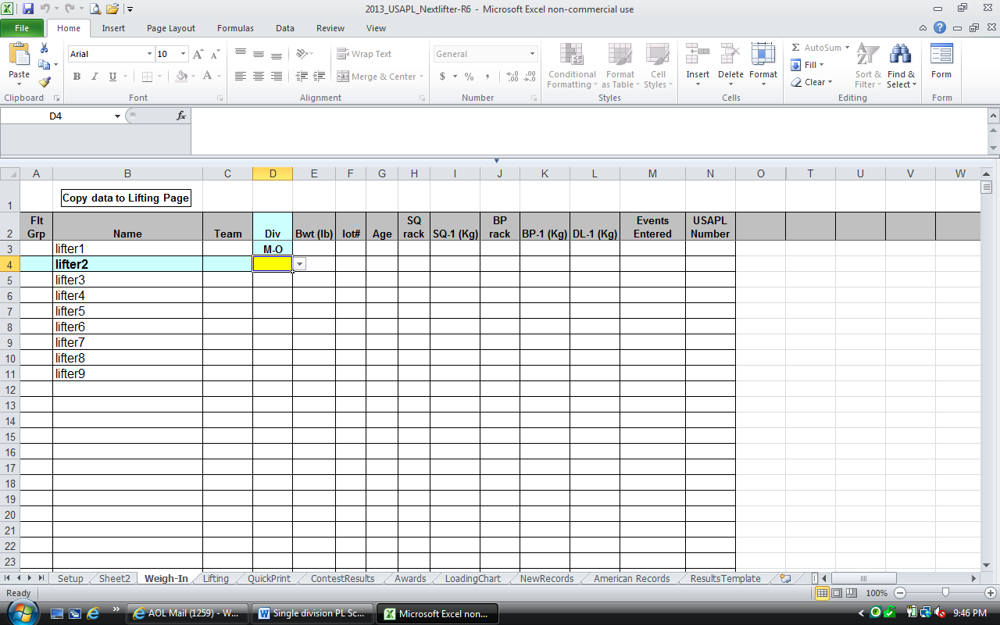 2013_USAPL_Nextlifter-R6 - Microsoft Excel non-commercial use
File Home Insert Page Layout Formulas Data Review View
Paste
Arial 10
B I U
A A
A
Wrap Text
Merge & Center
General
$ % ,
Conditional Formatting
Format as Table
Cell Styles
Insert Delete Format
Σ AutoSum
Fill
Clear
Sort & Filter
Find & Select
Form
Clipboard Font Alignment Number Styles Cells Editing Form
D4 fx
A B C D E F G H I J K L M N O P Q... T U V W
1 Copy data to Lifting Page
2 Flt Grp Name Team Div Bwt (lb) lot# Age SQ rack SQ-1 (Kg) BP rack BP-1 (Kg) DL-1 (Kg) Events Entered USAPL Number
3 lifter1 M-O
4 lifter2
5 lifter3
6 lifter4
7 lifter5
8 lifter6
9 lifter7
10 lifter8
11 lifter9
12
13
14
15
16
17
18
19
20
21
22
23
Setup Sheet2 Weigh-In Lifting QuickPrint ContestResults Awards LoadingChart NewRecords American Records ResultsTemplate
Ready 100%
AOL Mail (1259) - W... Single division PL Sc... Microsoft Excel non... 9:46 PM